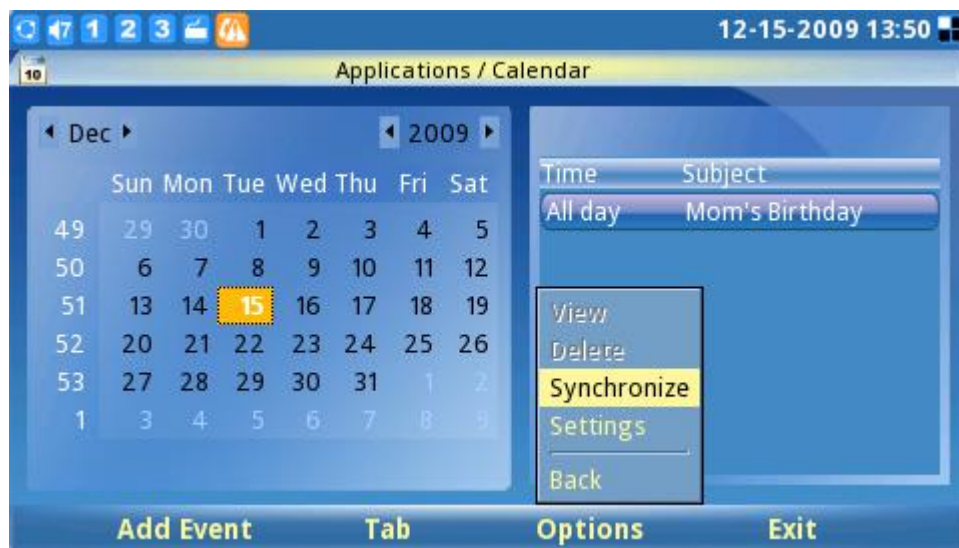 7 1 2 3 12-15-2009 13:50
10 Applications / Calendar
Dec 2009
Sun Mon Tue Wed Thu Fri Sat
49 29 30 1 2 3 4 5
50 6 7 8 9 10 11 12
51 13 14 15 16 17 18 19
52 20 21 22 23 24 25 26
53 27 28 29 30 31 1 2
1 3 4 5 6 7 8 9
Time Subject
All day Mom's Birthday
View
Delete
Synchronize
Settings
Back
Add Event Tab Options Exit